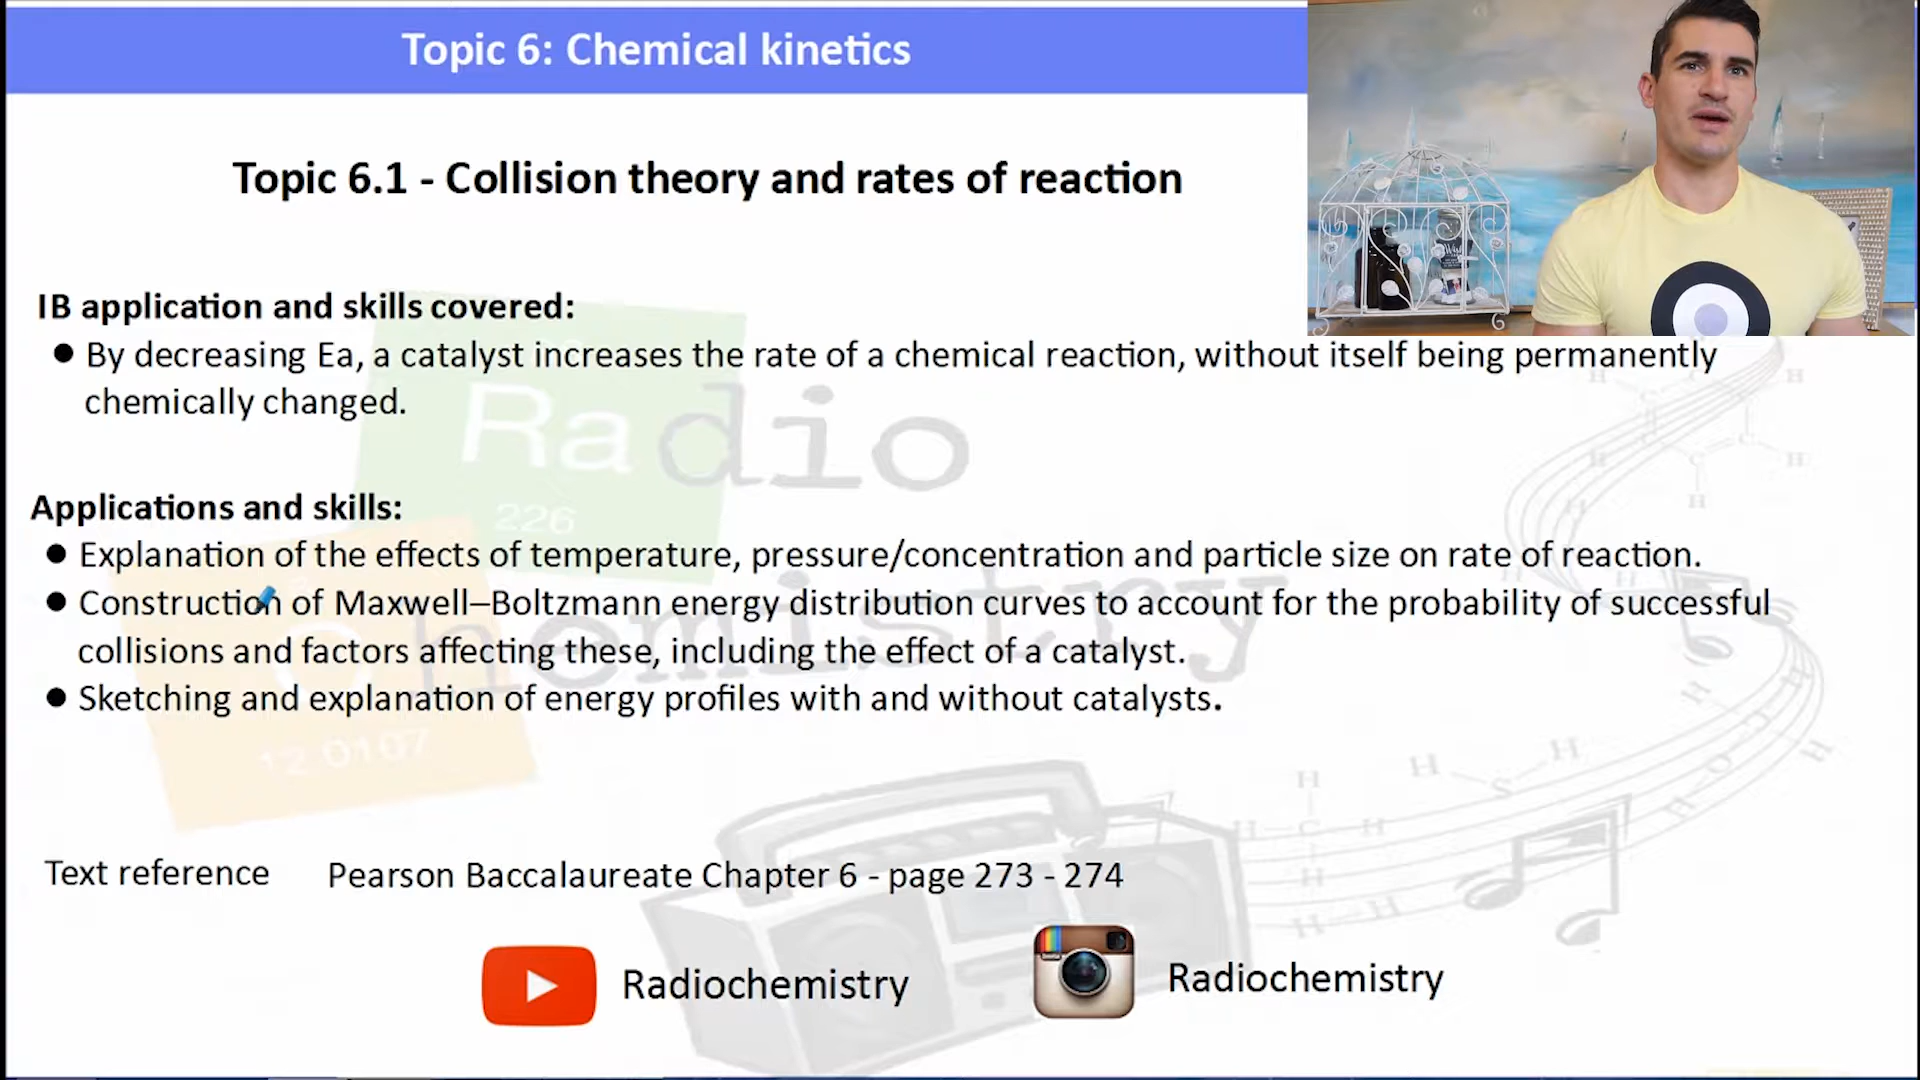 Topic 6: Chemical kinetics
Topic 6.1 - Collision theory and rates of reaction
IB application and skills covered:
● By decreasing Ea, a catalyst increases the rate of a chemical reaction, without itself being permanently
chemically changed.
Applications and skills:
● Explanation of the effects of temperature, pressure/concentration and particle size on rate of reaction.
● Construction of Maxwell–Boltzmann energy distribution curves to account for the probability of successful
collisions and factors affecting these, including the effect of a catalyst.
● Sketching and explanation of energy profiles with and without catalysts.
Text reference Pearson Baccalaureate Chapter 6 - page 273 - 274
Radiochemistry Radiochemistry
Radio
226
Chemistry
12.0107